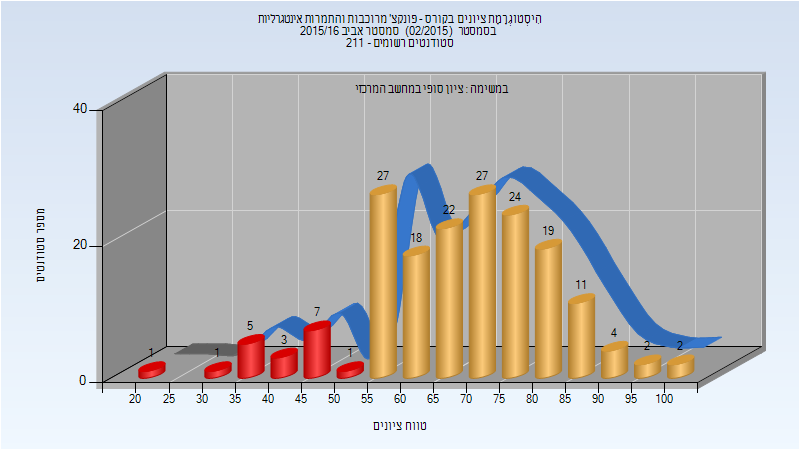 היסטוגרמת ציונים בקורס - פונקצ' מרוכבות והתמרות אינטגרליות
בסמסטר (02/2015) סמסטר אביב 2015/16
סטודנטים רשומים - 211
במשימה : ציון סופי במחשב המרכזי
מספר סטודנטים
40
20
0
1
1
5
3
7
1
27
18
22
27
24
19
11
4
2
2
20 25 30 35 40 45 50 55 60 65 70 75 80 85 90 95 100
טווח ציונים